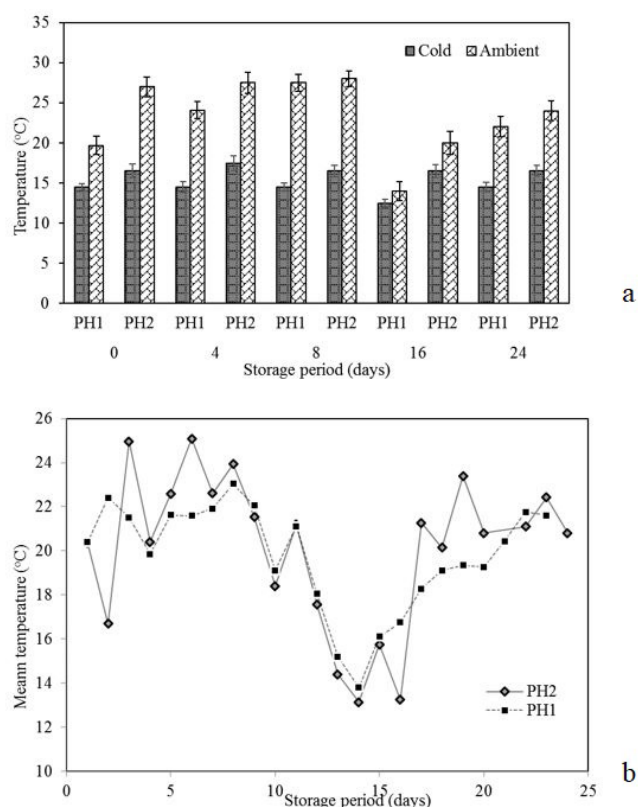 35
30
25
20
15
10
5
0
Temperature (°C)
Cold Ambient
PH1 PH2 PH1 PH2 PH1 PH2 PH1 PH2 PH1 PH2
0 4 8 16 24
Storage period (days)
a
26
24
22
20
18
16
14
12
10
Meann temperature (°C)
PH2
PH1
0 5 10 15 20 25
Storage period (days)
b